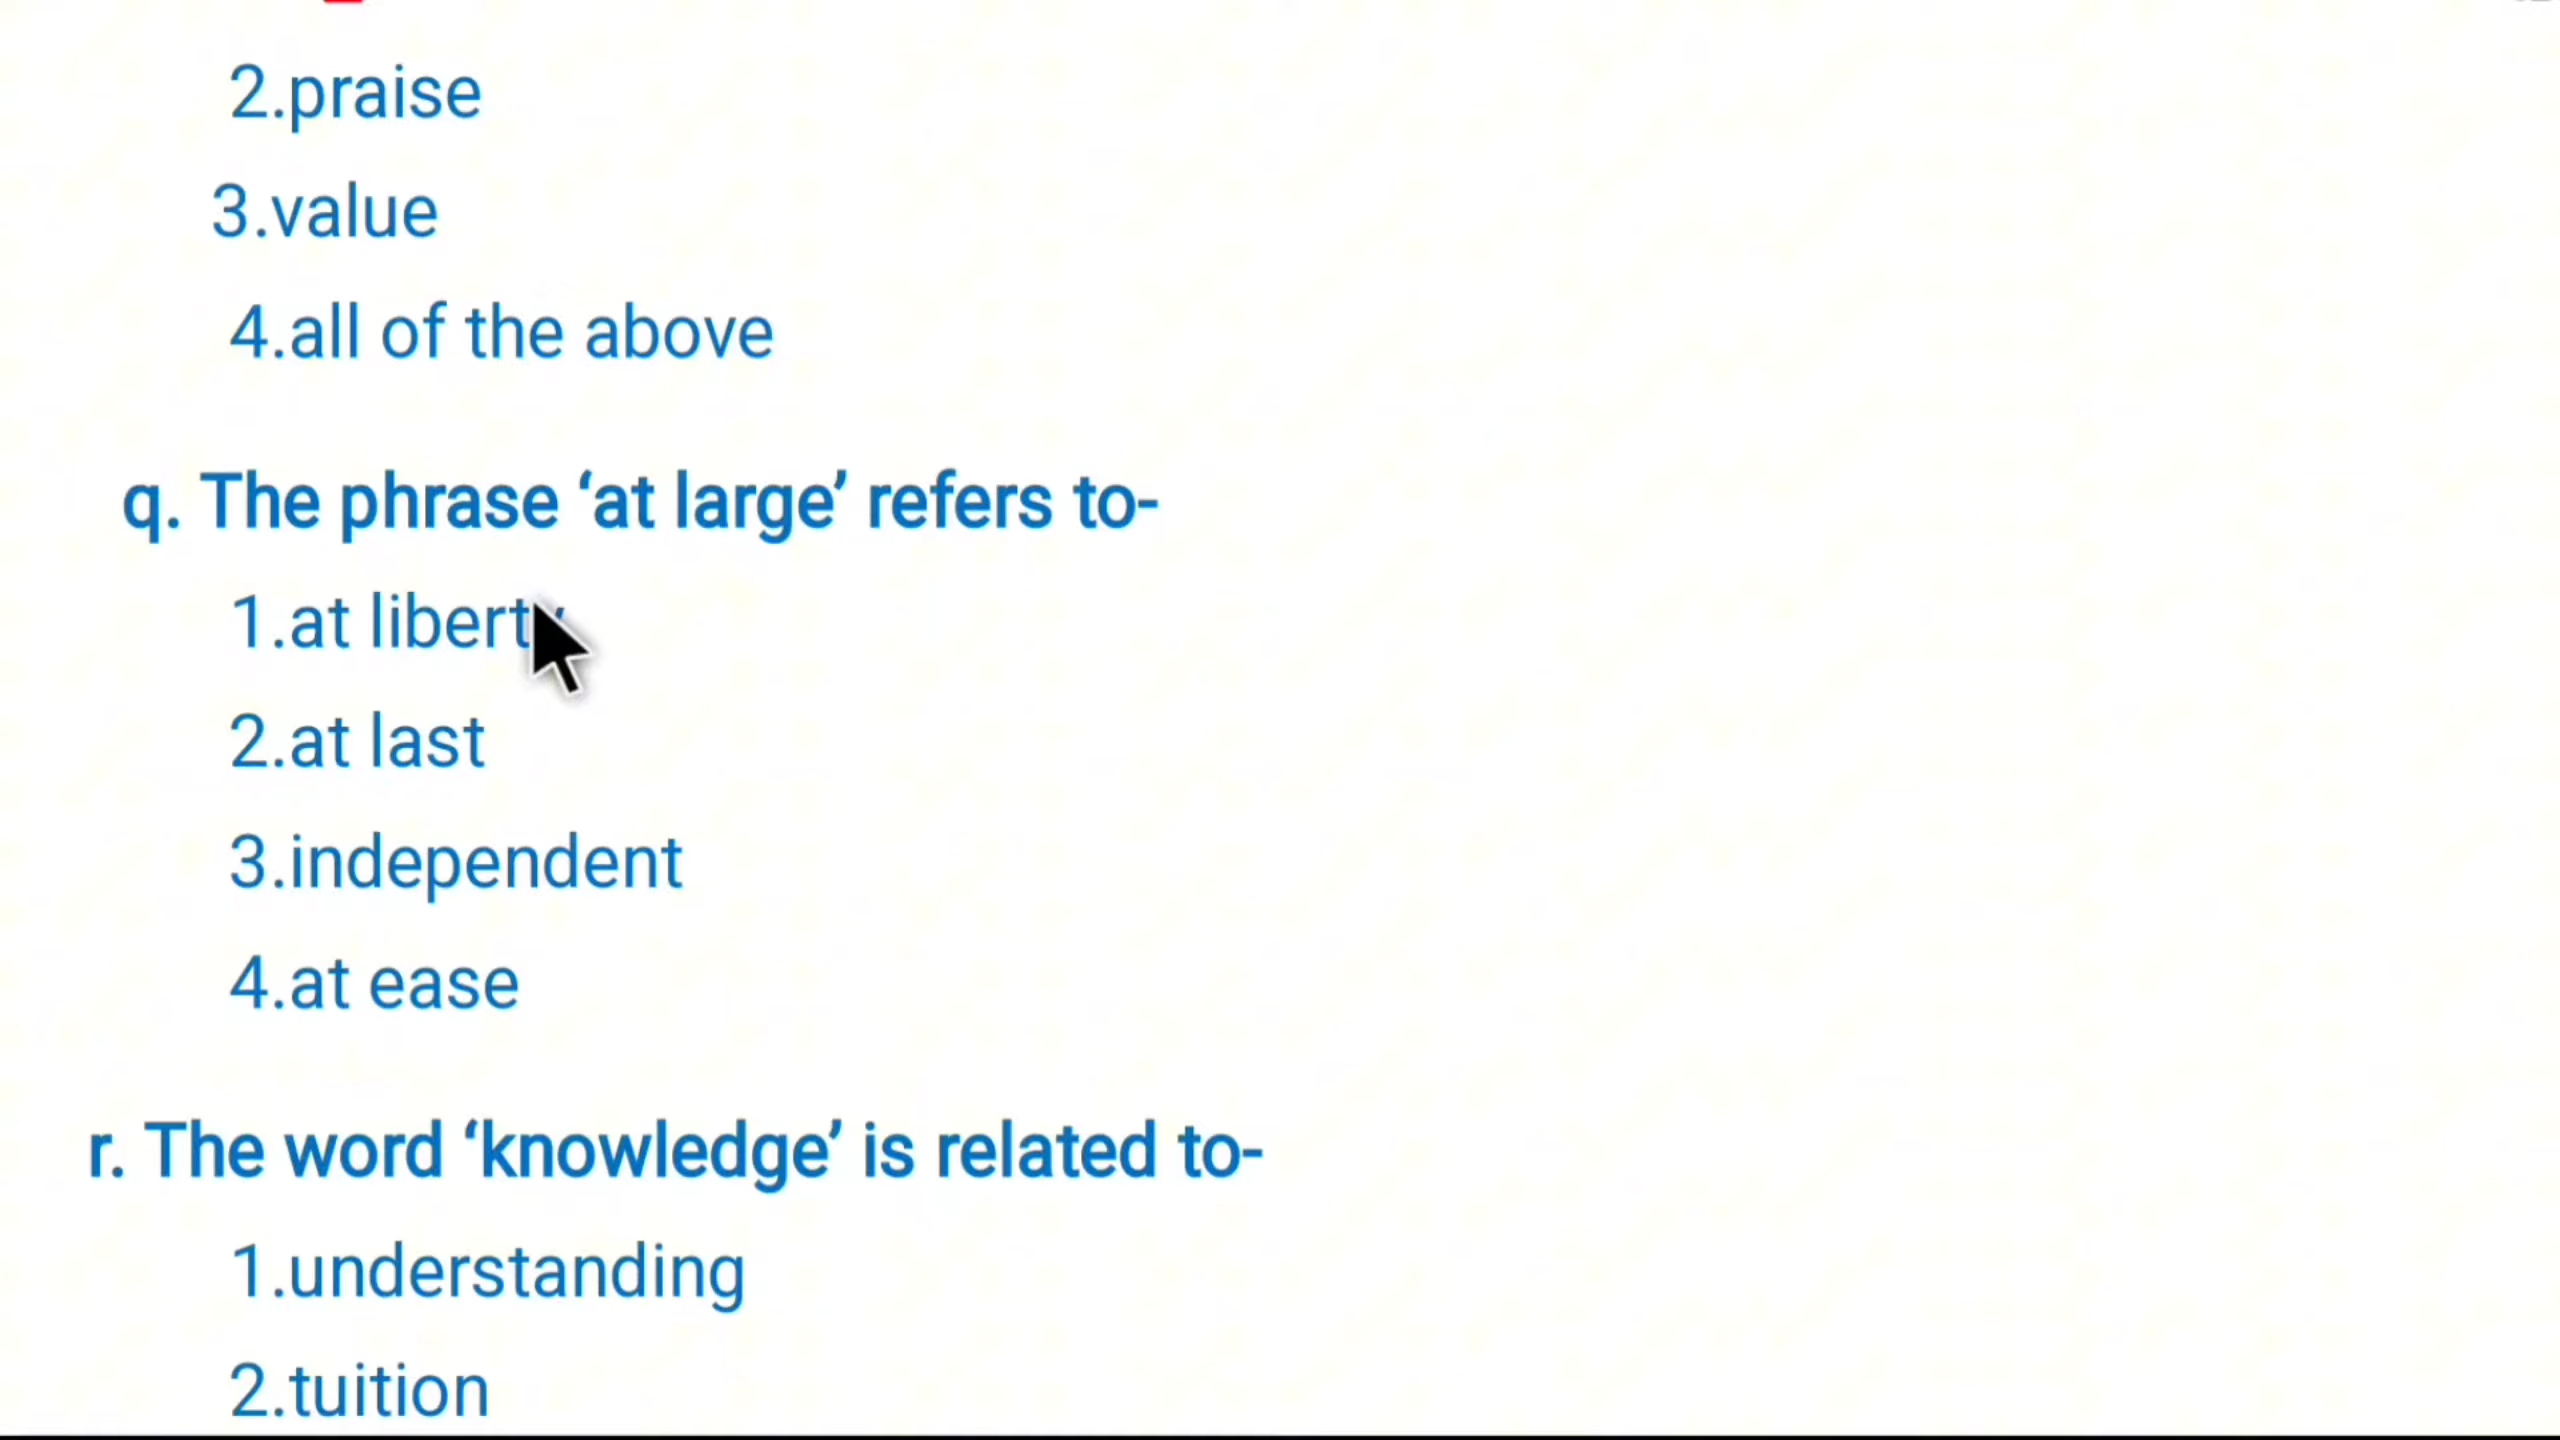 2.praise
3.value
4.all of the above
q. The phrase ‘at large’ refers to-
1.at liberty
2.at last
3.independent
4.at ease
r. The word ‘knowledge’ is related to-
1.understanding
2.tuition